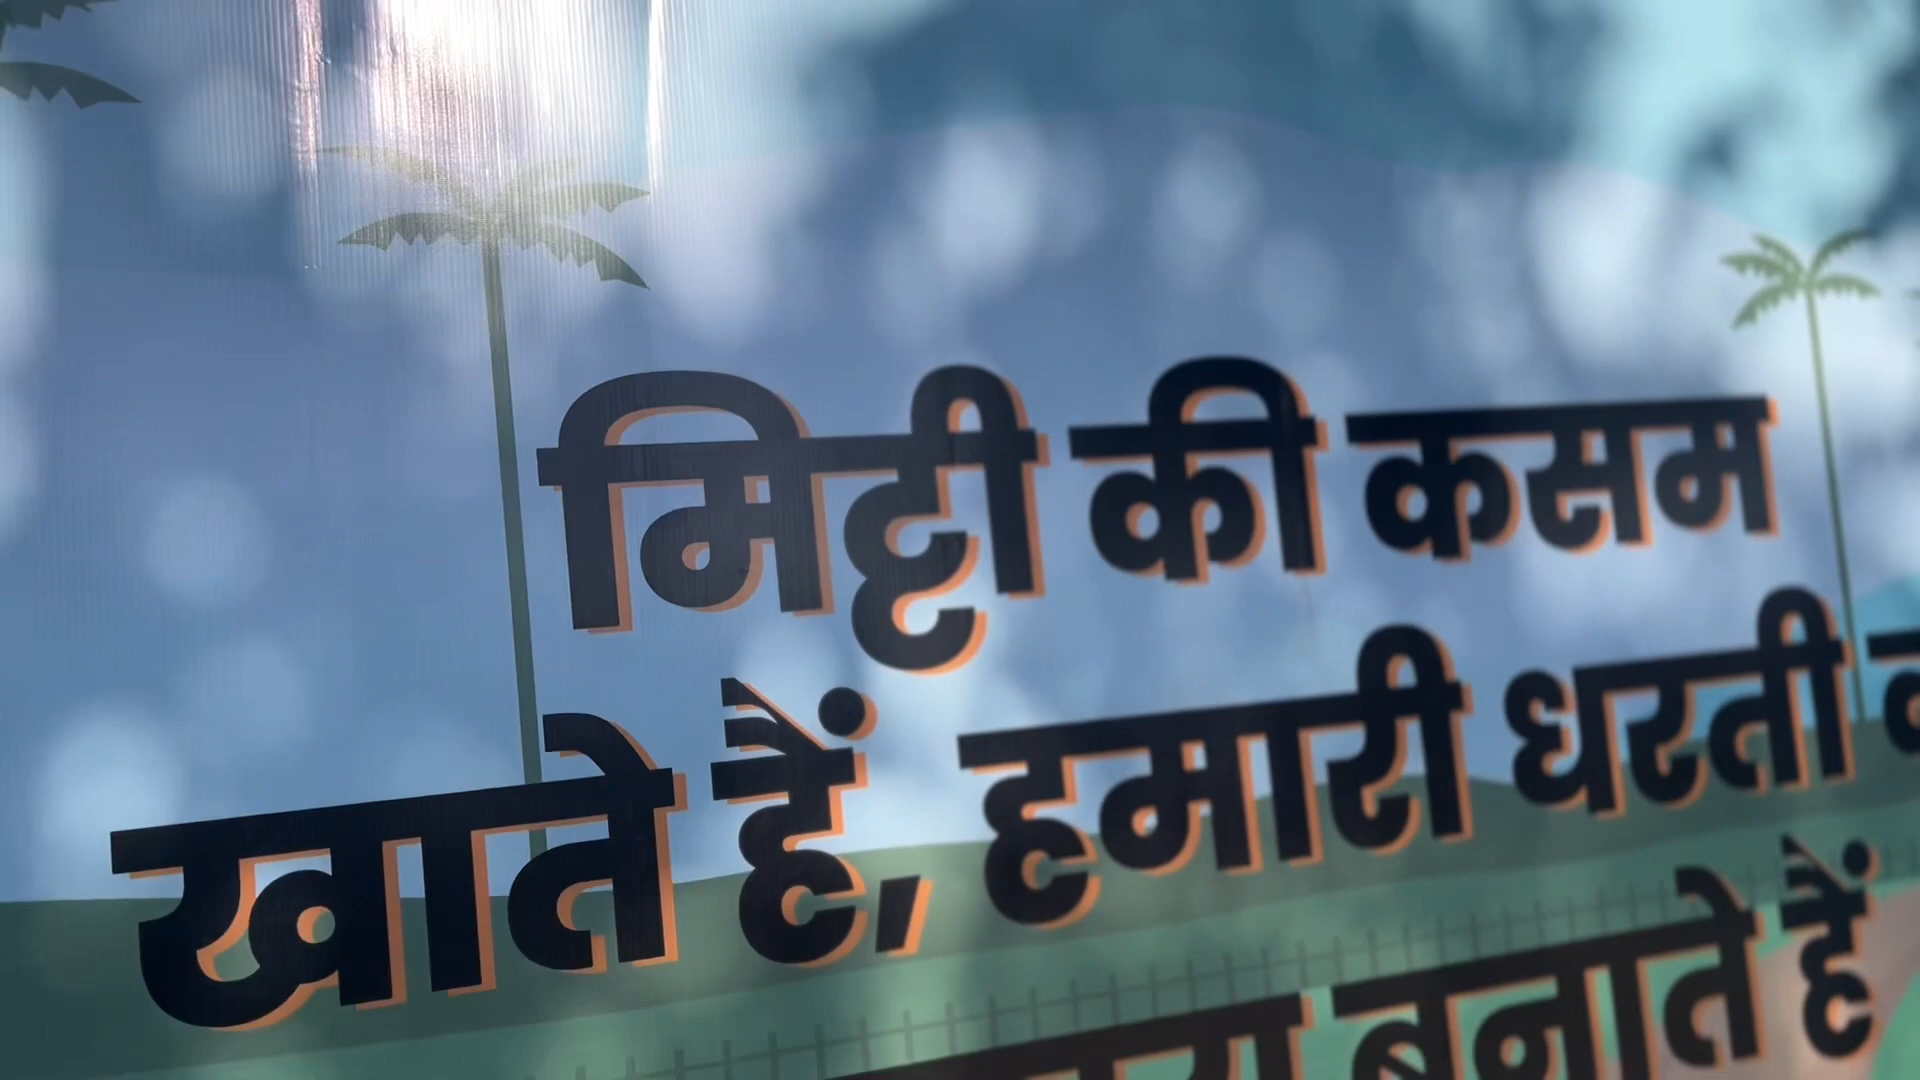 मिट्टी की कसम
खाते हैं, हमारी धरती
बनाते हैं